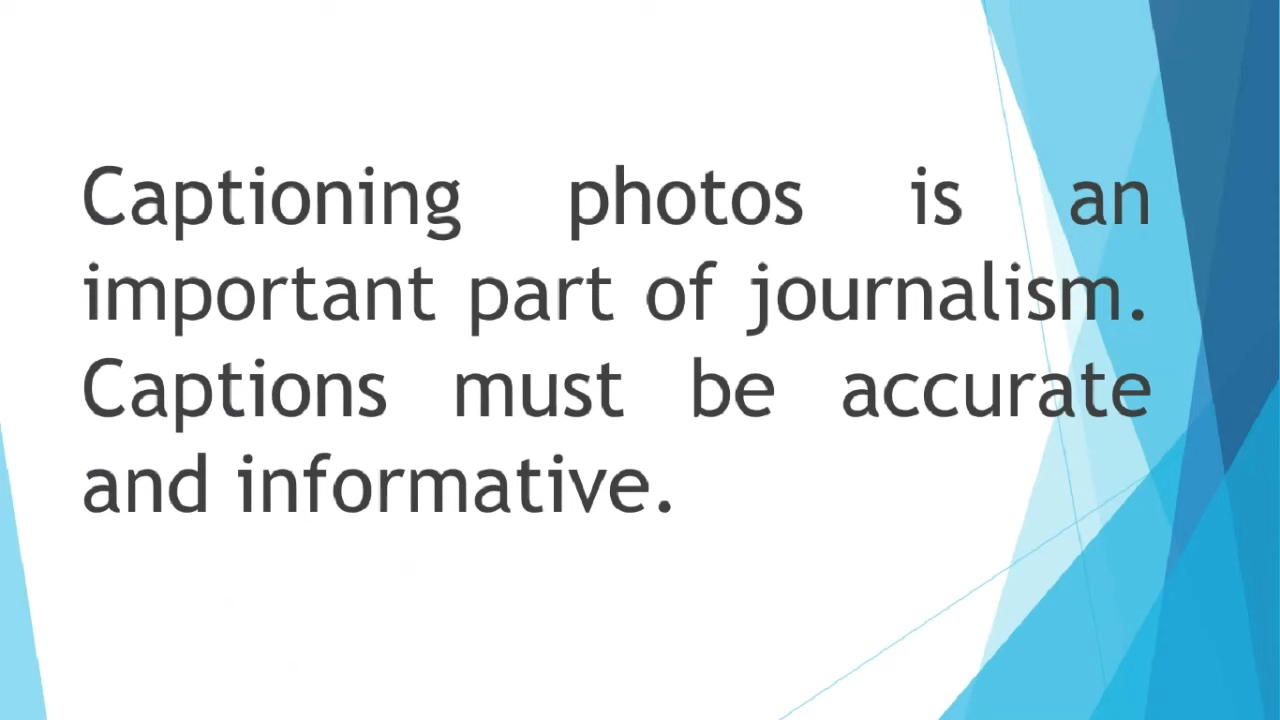 Captioning photos is an
important part of journalism.
Captions must be accurate
and informative.